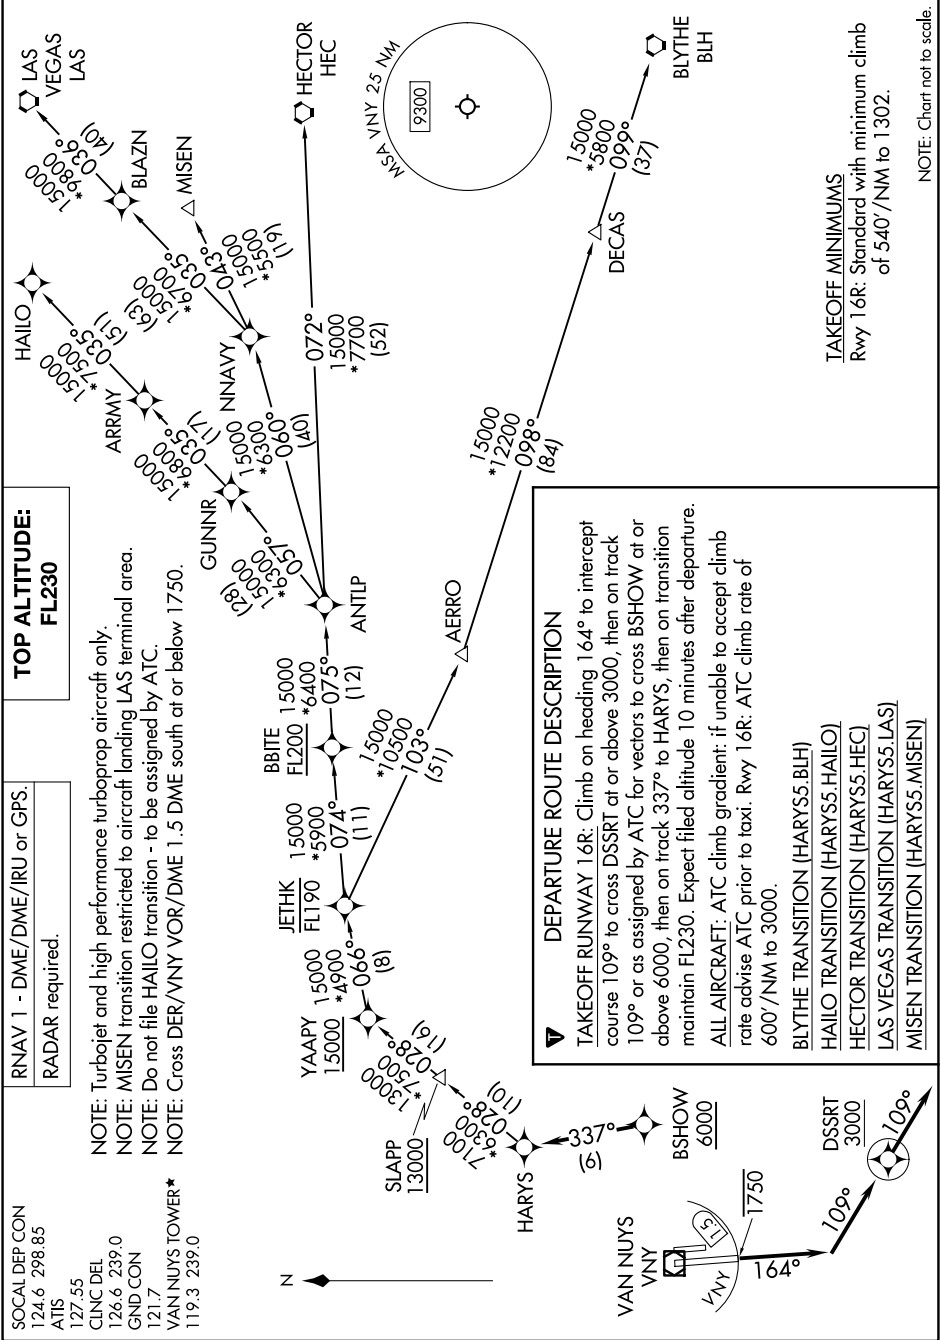 SOCAL DEP CON
124.6 298.85
ATIS
127.55
CLNC DEL
126.6 239.0
GND CON
121.7
VAN NUYS TOWER★
119.3 239.0
RNAV 1 - DME/DME/IRU or GPS.
RADAR required.
TOP ALTITUDE:
FL230
NOTE: Turbojet and high performance turboprop aircraft only.
NOTE: MISEN transition restricted to aircraft landing LAS terminal area.
NOTE: Do not file HAILO transition - to be assigned by ATC.
NOTE: Cross DER/VNY VOR/DME 1.5 DME south at or below 1750.
N
VAN NUYS
VNY
VNY
1.5
1750
164°
109°
DSSRT
3000
109°
BSHOW
6000
337°
(6)
HARYS
7100
*6300
028°
(10)
SLAPP
13000
13000
*7500
028°
(16)
YAAPY
15000
15000
*4900
066°
(8)
JETHK
FL190
15000
*5900
074°
(11)
BBITE
FL200
15000
*6400
075°
(12)
ANTLP
(28)
15000
*6300
057°
GUNNR
15000
*6800
035°
(17)
ARRMY
15000
*7500
035°
(51)
HAILO
15000
*6300
060°
(40)
NNAVY
(63)
15000
*6700
035°
BLAZN
15000
*9800
036°
(40)
LAS
VEGAS
LAS
043°
15000
*5500
(19)
MISEN
072°
15000
*7700
(52)
HECTOR
HEC
15000
*10500
103°
(51)
AERRO
15000
*12200
098°
(84)
DECAS
15000
*5800
099°
(37)
BLYTHE
BLH
MSA VNY 25 NM
9300
T
DEPARTURE ROUTE DESCRIPTION
TAKEOFF RUNWAY 16R: Climb on heading 164° to intercept
course 109° to cross DSSRT at or above 3000, then on track
109° or as assigned by ATC for vectors to cross BSHOW at or
above 6000, then on track 337° to HARYS, then on transition
maintain FL230. Expect filed altitude 10 minutes after departure.
ALL AIRCRAFT: ATC climb gradient: if unable to accept climb
rate advise ATC prior to taxi. Rwy 16R: ATC climb rate of
600'/NM to 3000.
BLYTHE TRANSITION (HARYS5.BLH)
HAILO TRANSITION (HARYS5.HAILO)
HECTOR TRANSITION (HARYS5.HEC)
LAS VEGAS TRANSITION (HARYS5.LAS)
MISEN TRANSITION (HARYS5.MISEN)
TAKEOFF MINIMUMS
Rwy 16R: Standard with minimum climb
of 540'/NM to 1302.
NOTE: Chart not to scale.